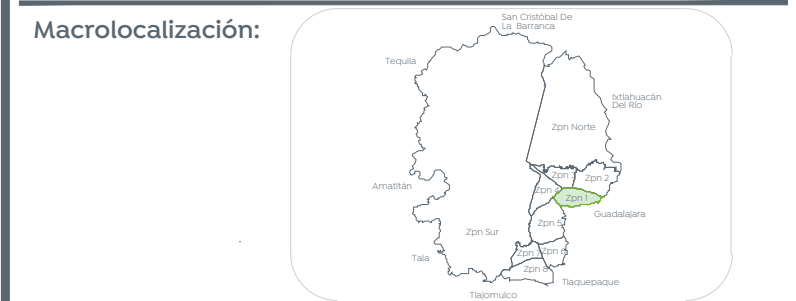 Macrolocalización:
San Cristóbal De
La Barranca
Tequila
Ixtlahuacán
Del Río
Zpn Norte
Zpn 3
Zpn 2
Amatitán
Zpn 4
Zpn 1
Guadalajara
Zpn 5
Zpn Sur
Zpn 7
Zpn 6
Tala
Zpn 8
Tlaquepaque
Tlajomulco